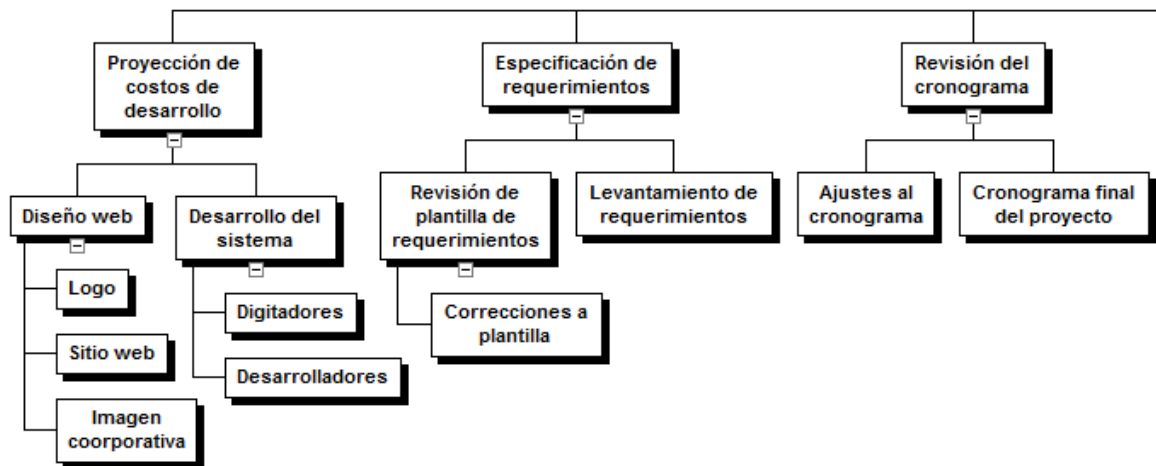 Proyección de
costos de
desarrollo
Especificación de
requerimientos
Revisión del
cronograma
Diseño web
Desarrollo del
sistema
Revisión de
plantilla de
requerimientos
Levantamiento de
requerimientos
Ajustes al
cronograma
Cronograma final
del proyecto
Logo
Sitio web
Imagen
coorporativa
Digitadores
Desarrolladores
Correcciones a
plantilla